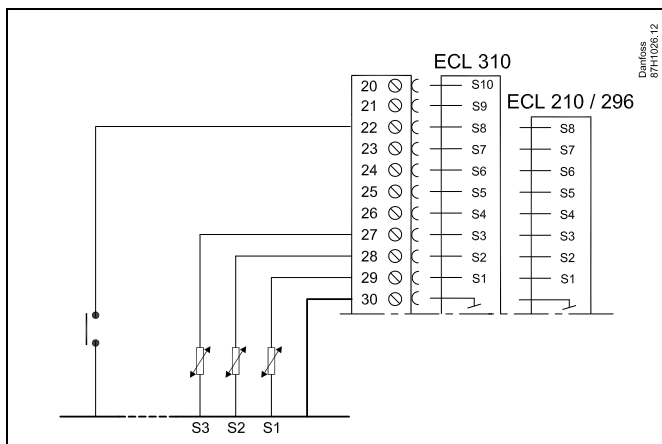 Danfoss
87H1026.12
ECL 310
ECL 210 / 296
20 S10
21 S9
22 S8 S8
23 S7 S7
24 S6 S6
25 S5 S5
26 S4 S4
27 S3 S3
28 S2 S2
29 S1 S1
30
S3 S2 S1